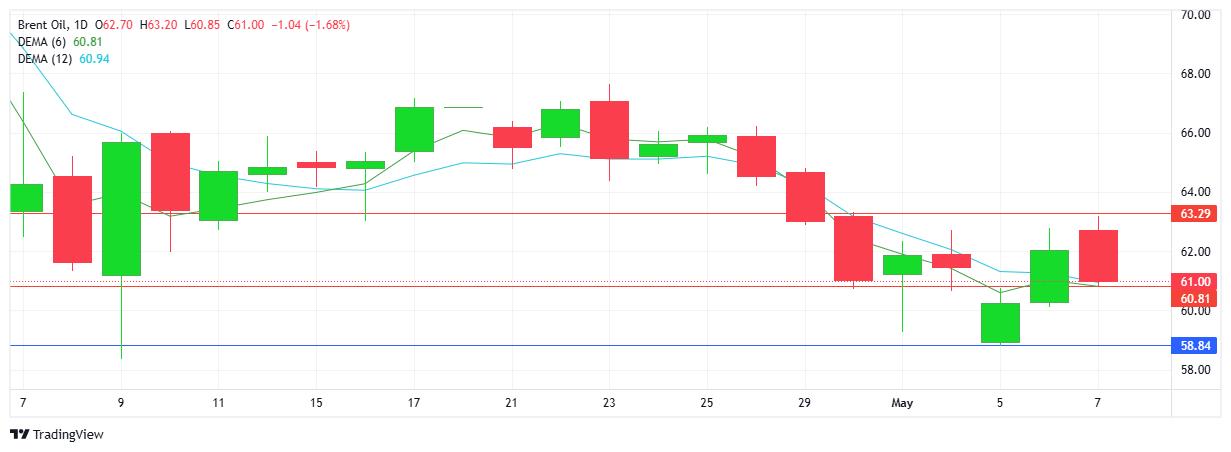 Brent Oil, 1D O62.70 H63.20 L60.85 C61.00 −1.04 (−1.68%)
DEMA (6) 60.81
DEMA (12) 60.94
70.00
68.00
66.00
64.00
63.29
62.00
61.00
60.81
60.00
58.84
58.00
7 9 11 15 17 21 23 25 29 May 5 7
TradingView